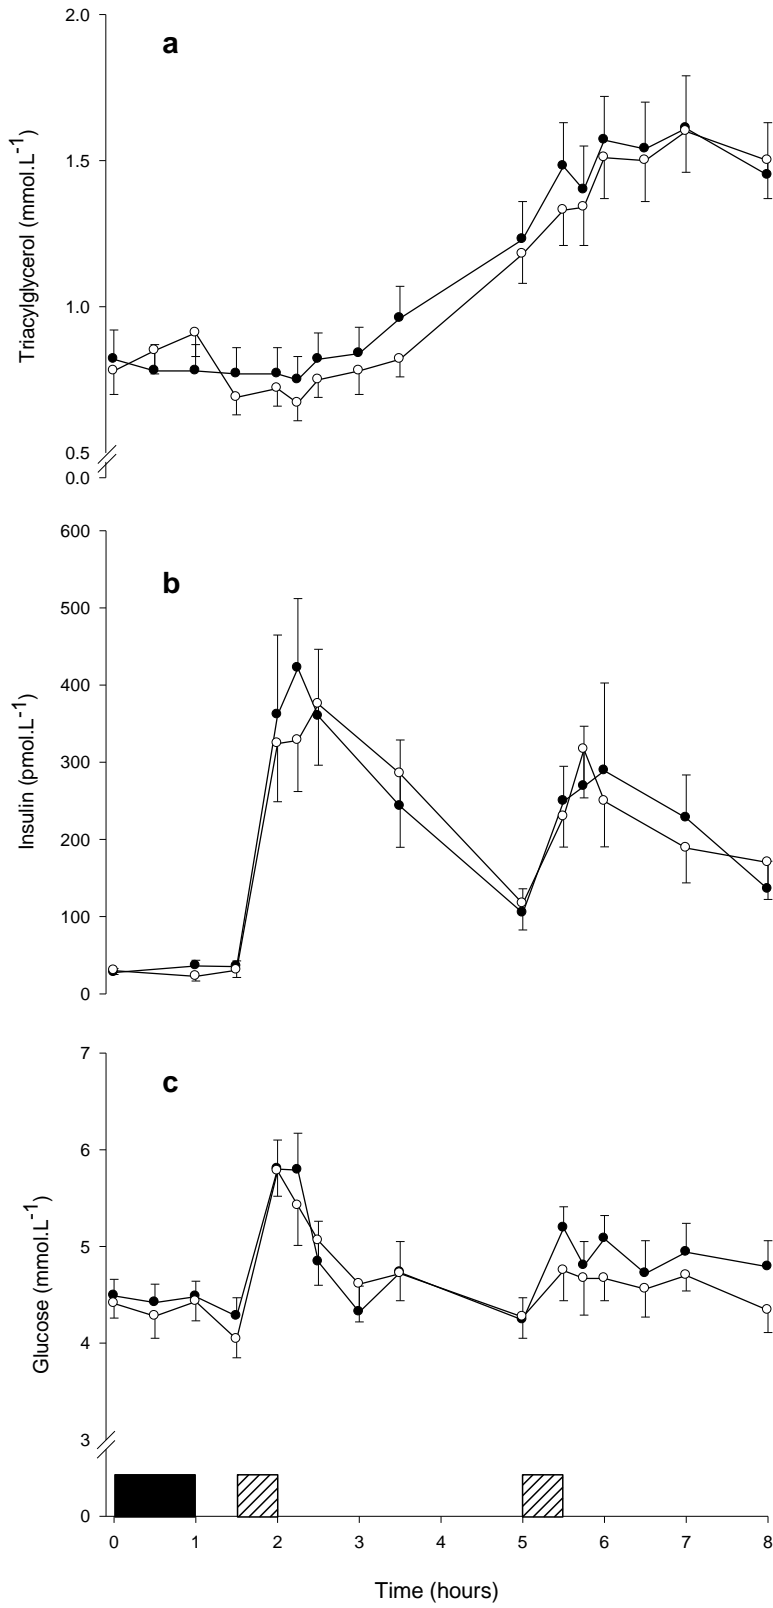 a
Triacylglycerol (mmol.L-1)
2.0
1.5
1.0
0.5
0.0
b
Insulin (pmol.L-1)
600
500
400
300
200
100
0
c
Glucose (mmol.L-1)
7
6
5
4
3
0
0 1 2 3 4 5 6 7 8
Time (hours)